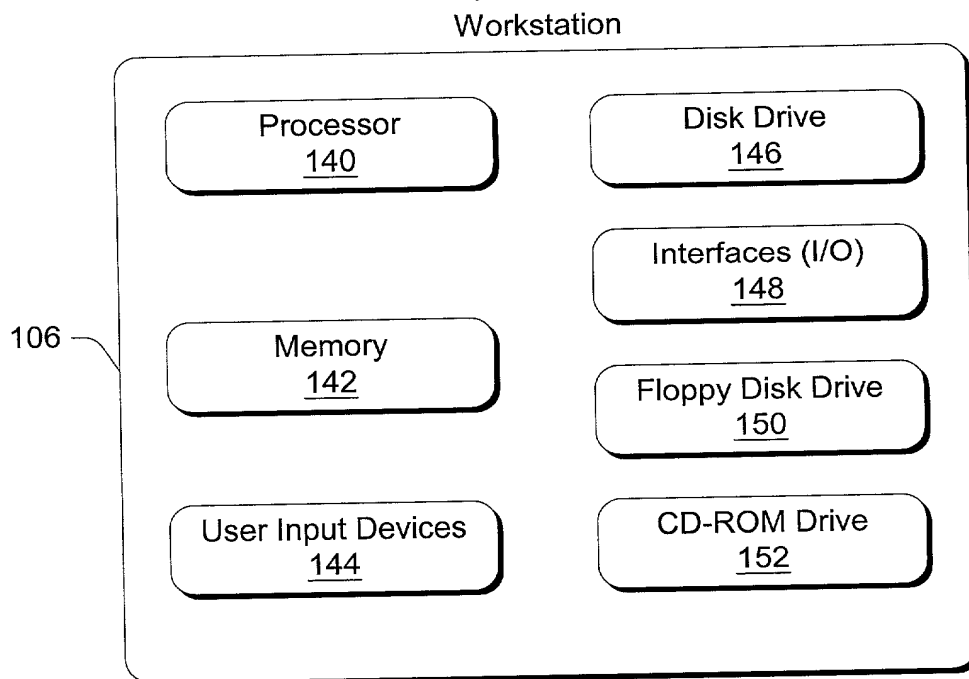 Workstation
Processor
140
Disk Drive
146
Interfaces (I/O)
148
106
Memory
142
Floppy Disk Drive
150
User Input Devices
144
CD-ROM Drive
152